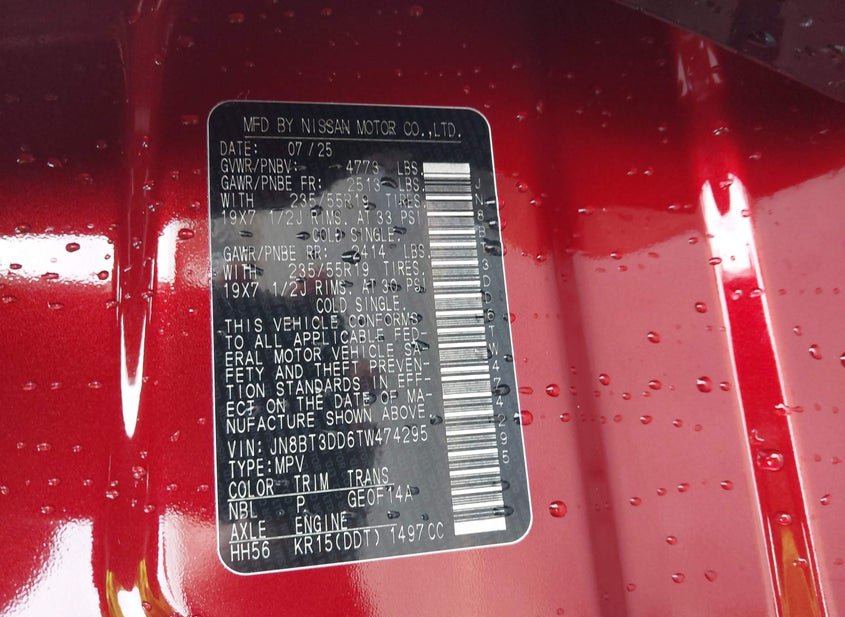 MFD BY NISSAN MOTOR CO.,LTD.
DATE: 07/25
GVWR/PNBV: 4773 LBS.
GAWR/PNBE FR: 2513 LBS.
WITH 235/55R19 TIRES,
19X7 1/2J RIMS. AT 33 PSI
COLD SINGLE.
GAWR/PNBE RR: 2414 LBS.
WITH 235/55R19 TIRES,
19X7 1/2J RIMS. AT 30 PSI
COLD SINGLE.
THIS VEHICLE CONFORMS
TO ALL APPLICABLE FED-
ERAL MOTOR VEHICLE SA-
FETY AND THEFT PREVEN-
TION STANDARDS IN EFF-
ECT ON THE DATE OF MA-
NUFACTURE SHOWN ABOVE.
VIN: JN8BT3DD6TW474295
TYPE:MPV
COLOR TRIM TRANS
NBL P GE0F14A
AXLE ENGINE
HH56 KR15(DDT) 1497CC
JN8BT3DD6TW474295